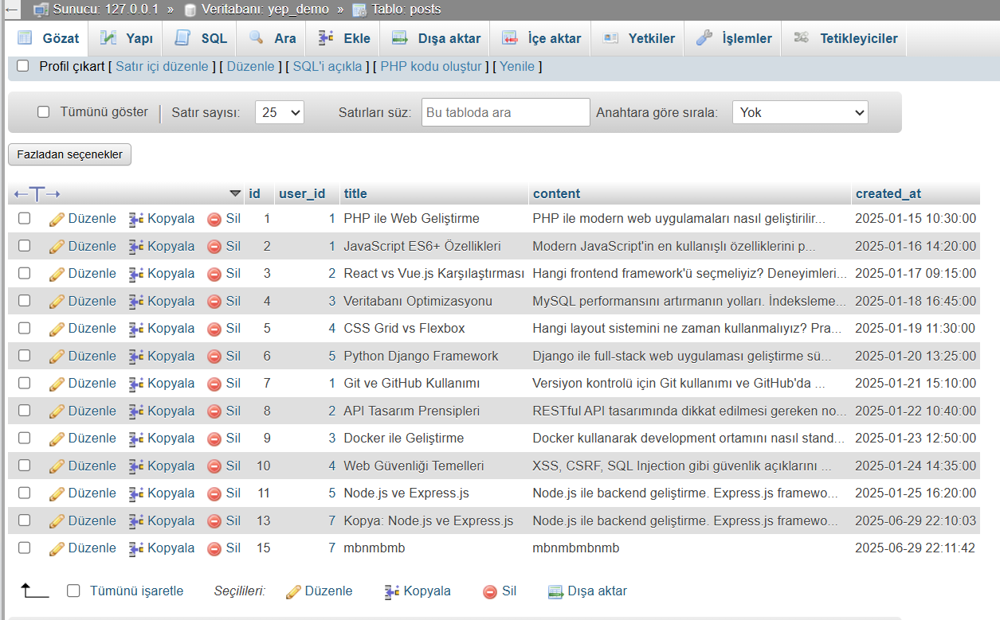 Sunucu: 127.0.0.1 » Veritabanı: yep_demo » Tablo: posts
Gözat Yapı SQL Ara Ekle Dışa aktar İçe aktar Yetkiler İşlemler Tetikleyiciler
Profil çıkart [ Satır içi düzenle ] [ Düzenle ] [ SQL'i açıkla ] [ PHP kodu oluştur ] [ Yenile ]
Tümünü göster Satır sayısı: 25 Satırları süz: Bu tabloda ara Anahtara göre sırala: Yok
Fazladan seçenekler
←T→ id user_id title content created_at
Düzenle Kopyala Sil 1 1 PHP ile Web Geliştirme PHP ile modern web uygulamaları nasıl geliştirilir... 2025-01-15 10:30:00
Düzenle Kopyala Sil 2 1 JavaScript ES6+ Özellikleri Modern JavaScript'in en kullanışlı özelliklerini p... 2025-01-16 14:20:00
Düzenle Kopyala Sil 3 2 React vs Vue.js Karşılaştırması Hangi frontend framework'ü seçmeliyiz? Deneyimleri... 2025-01-17 09:15:00
Düzenle Kopyala Sil 4 3 Veritabanı Optimizasyonu MySQL performansını artırmanın yolları. İndeksleme... 2025-01-18 16:45:00
Düzenle Kopyala Sil 5 4 CSS Grid vs Flexbox Hangi layout sistemini ne zaman kullanmalıyız? Pra... 2025-01-19 11:30:00
Düzenle Kopyala Sil 6 5 Python Django Framework Django ile full-stack web uygulaması geliştirme sü... 2025-01-20 13:25:00
Düzenle Kopyala Sil 7 1 Git ve GitHub Kullanımı Versiyon kontrolü için Git kullanımı ve GitHub'da ... 2025-01-21 15:10:00
Düzenle Kopyala Sil 8 2 API Tasarım Prensipleri RESTful API tasarımında dikkat edilmesi gereken no... 2025-01-22 10:40:00
Düzenle Kopyala Sil 9 3 Docker ile Geliştirme Docker kullanarak development ortamını nasıl stand... 2025-01-23 12:50:00
Düzenle Kopyala Sil 10 4 Web Güvenliği Temelleri XSS, CSRF, SQL Injection gibi güvenlik açıklarını ... 2025-01-24 14:35:00
Düzenle Kopyala Sil 11 5 Node.js ve Express.js Node.js ile backend geliştirme. Express.js framewo... 2025-01-25 16:20:00
Düzenle Kopyala Sil 13 7 Kopya: Node.js ve Express.js Node.js ile backend geliştirme. Express.js framewo... 2025-06-29 22:10:03
Düzenle Kopyala Sil 15 7 mbnmbmb mbnmbmbnmb 2025-06-29 22:11:42
Tümünü işaretle Seçilileri: Düzenle Kopyala Sil Dışa aktar